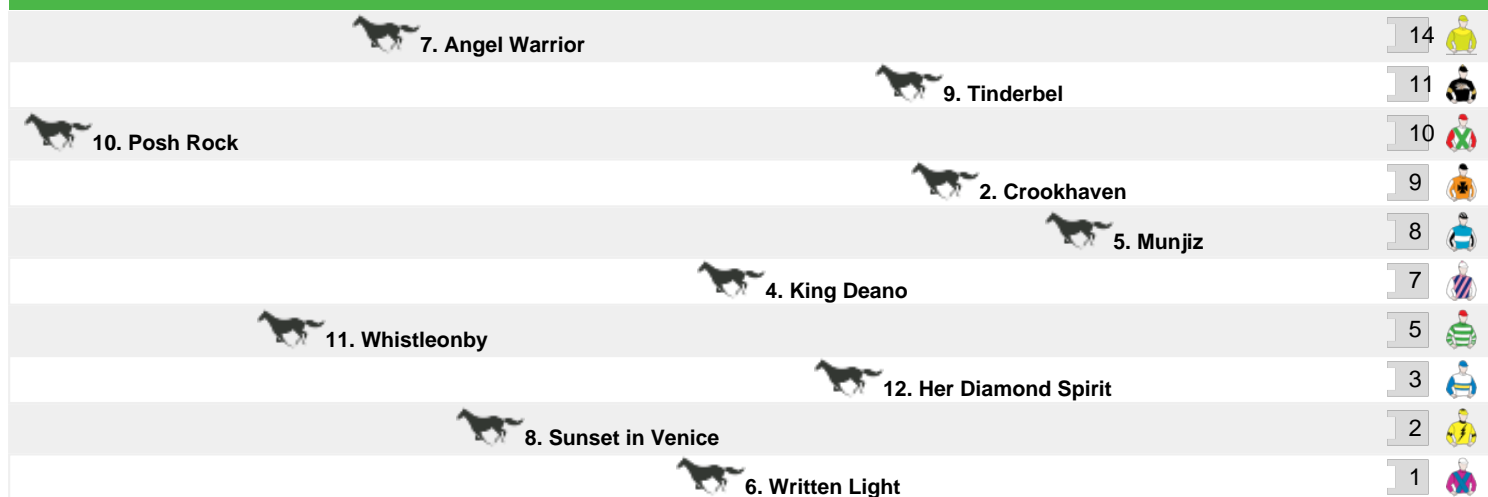 7. Angel Warrior 14
9. Tinderbel 11
10. Posh Rock 10
2. Crookhaven 9
5. Munjiz 8
4. King Deano 7
11. Whistleonby 5
12. Her Diamond Spirit 3
8. Sunset in Venice 2
6. Written Light 1